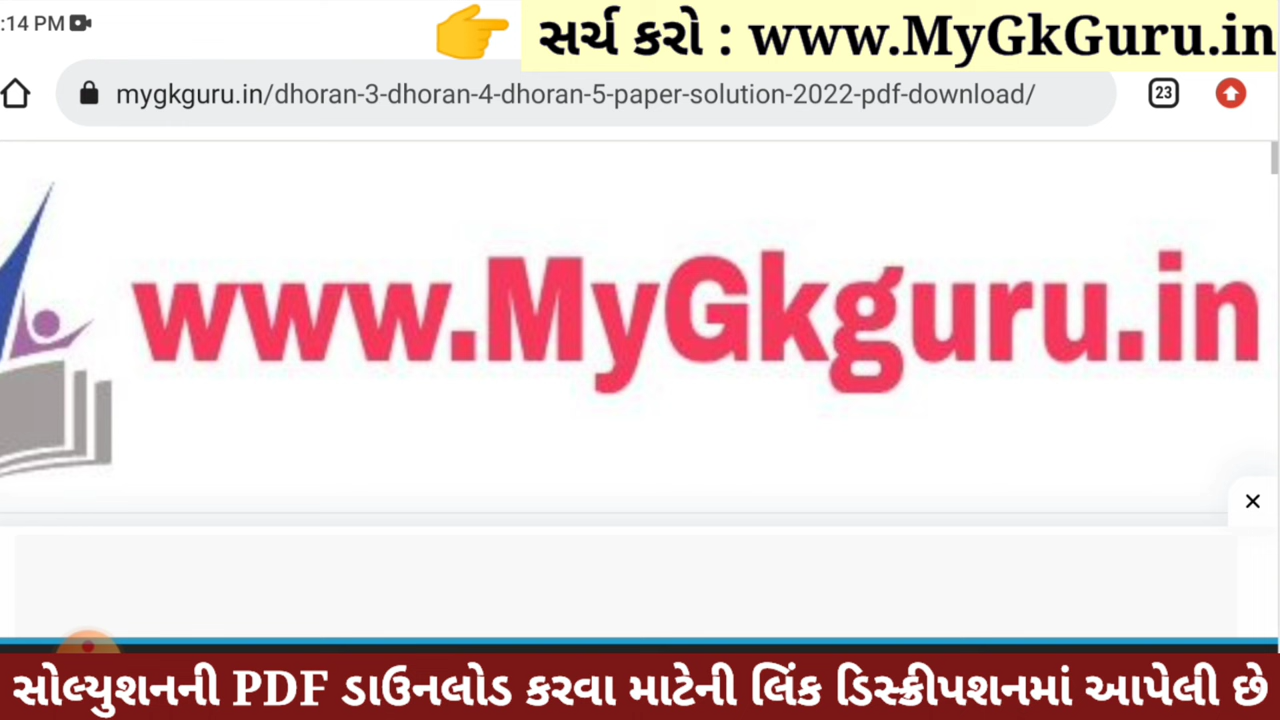 :14 PM
👉 સર્ચ કરો : www.MyGkGuru.in
mygkguru.in/dhoran-3-dhoran-4-dhoran-5-paper-solution-2022-pdf-download/
23
www.MyGkguru.in
સોલ્યુશનની PDF ડાઉનલોડ કરવા માટેની લિંક ડિસ્ક્રીપશનમાં આપેલી છે